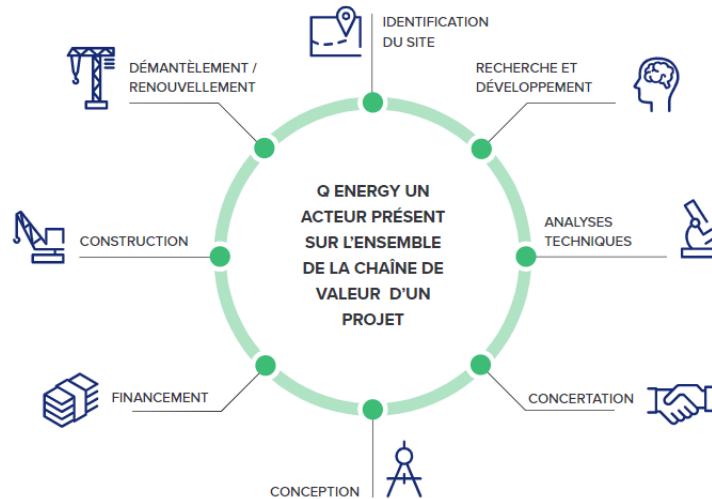 IDENTIFICATION
DU SITE
RECHERCHE ET
DÉVELOPPEMENT
ANALYSES
TECHNIQUES
CONCERTATION
CONCEPTION
FINANCEMENT
CONSTRUCTION
DÉMANTÈLEMENT /
RENOUVELLEMENT
Q ENERGY UN
ACTEUR PRÉSENT
SUR L'ENSEMBLE
DE LA CHAÎNE DE
VALEUR D'UN
PROJET